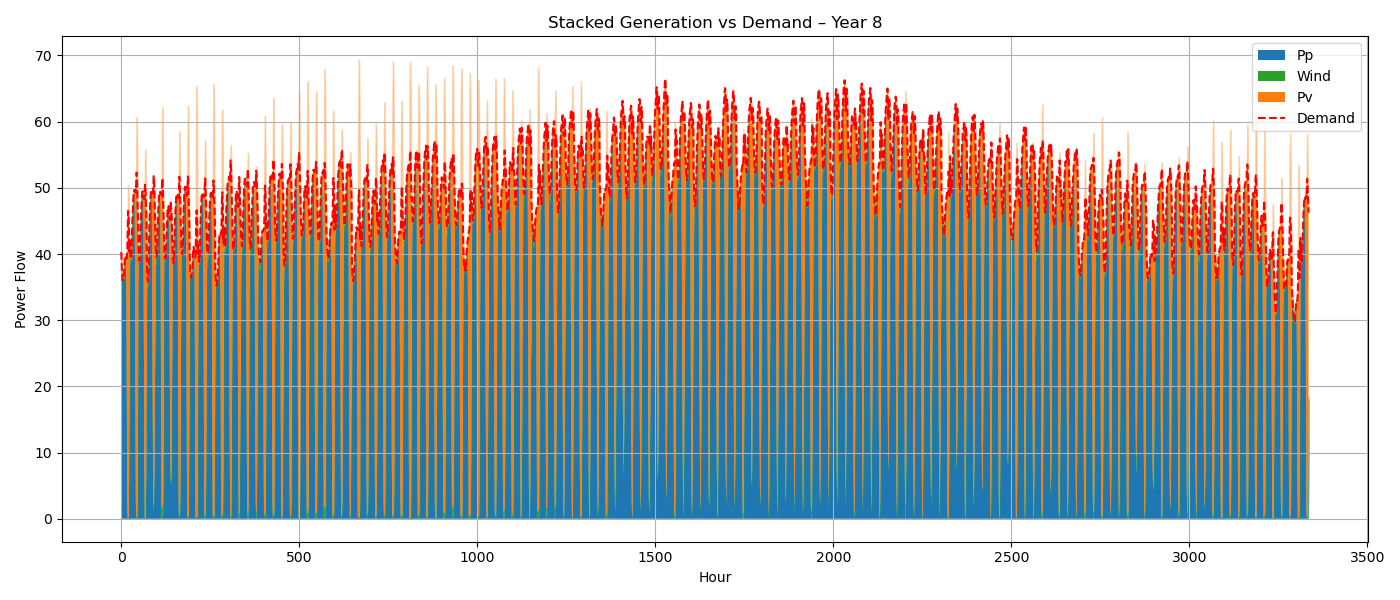 Stacked Generation vs Demand – Year 8
Pp
Wind
Pv
Demand
Power Flow
70
60
50
40
30
20
10
0
0 500 1000 1500 2000 2500 3000 3500
Hour